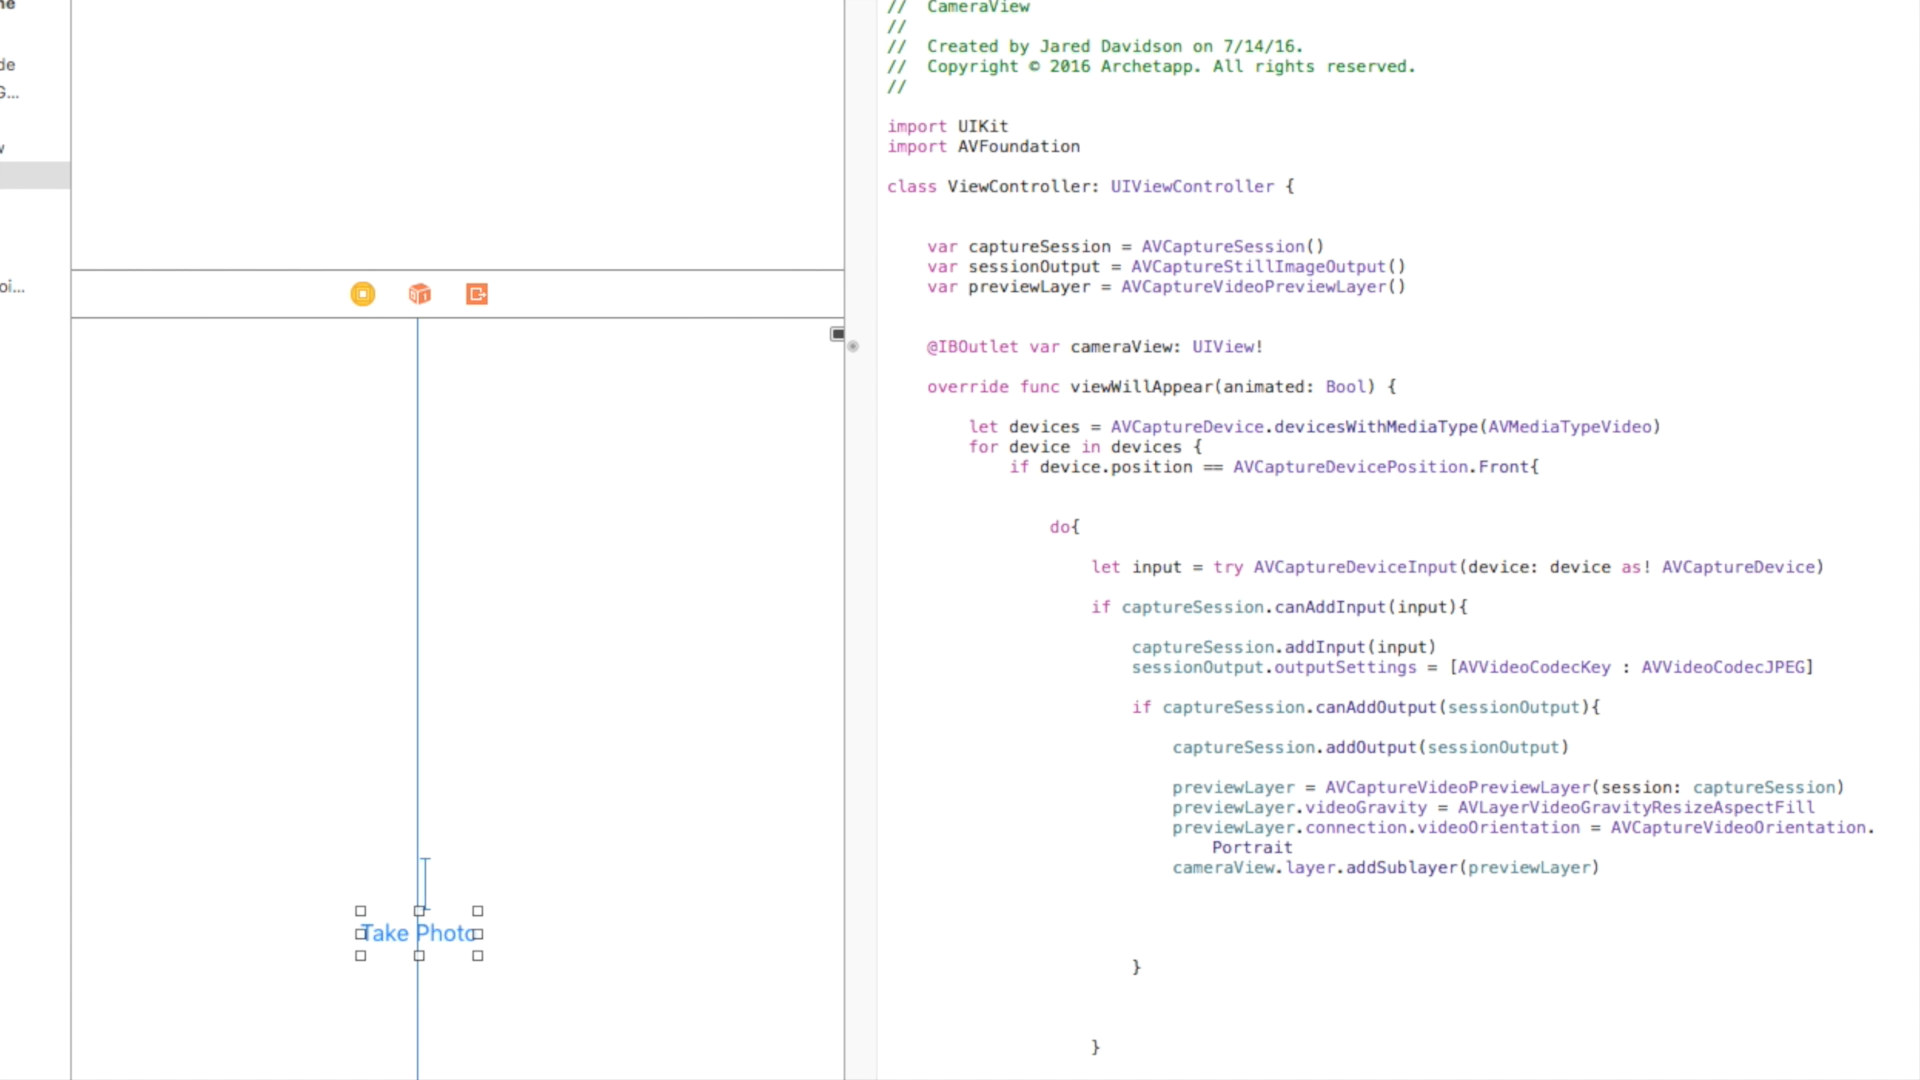 de
G...
oi...
Take Photo
//  CameraView
//
//  Created by Jared Davidson on 7/14/16.
//  Copyright © 2016 Archetapp. All rights reserved.
//
import UIKit
import AVFoundation
class ViewController: UIViewController {
var captureSession = AVCaptureSession()
var sessionOutput = AVCaptureStillImageOutput()
var previewLayer = AVCaptureVideoPreviewLayer()
@IBOutlet var cameraView: UIView!
override func viewWillAppear(animated: Bool) {
let devices = AVCaptureDevice.devicesWithMediaType(AVMediaTypeVideo)
for device in devices {
if device.position == AVCaptureDevicePosition.Front{
do{
let input = try AVCaptureDeviceInput(device: device as! AVCaptureDevice)
if captureSession.canAddInput(input){
captureSession.addInput(input)
sessionOutput.outputSettings = [AVVideoCodecKey : AVVideoCodecJPEG]
if captureSession.canAddOutput(sessionOutput){
captureSession.addOutput(sessionOutput)
previewLayer = AVCaptureVideoPreviewLayer(session: captureSession)
previewLayer.videoGravity = AVLayerVideoGravityResizeAspectFill
previewLayer.connection.videoOrientation = AVCaptureVideoOrientation.
Portrait
cameraView.layer.addSublayer(previewLayer)
}
}